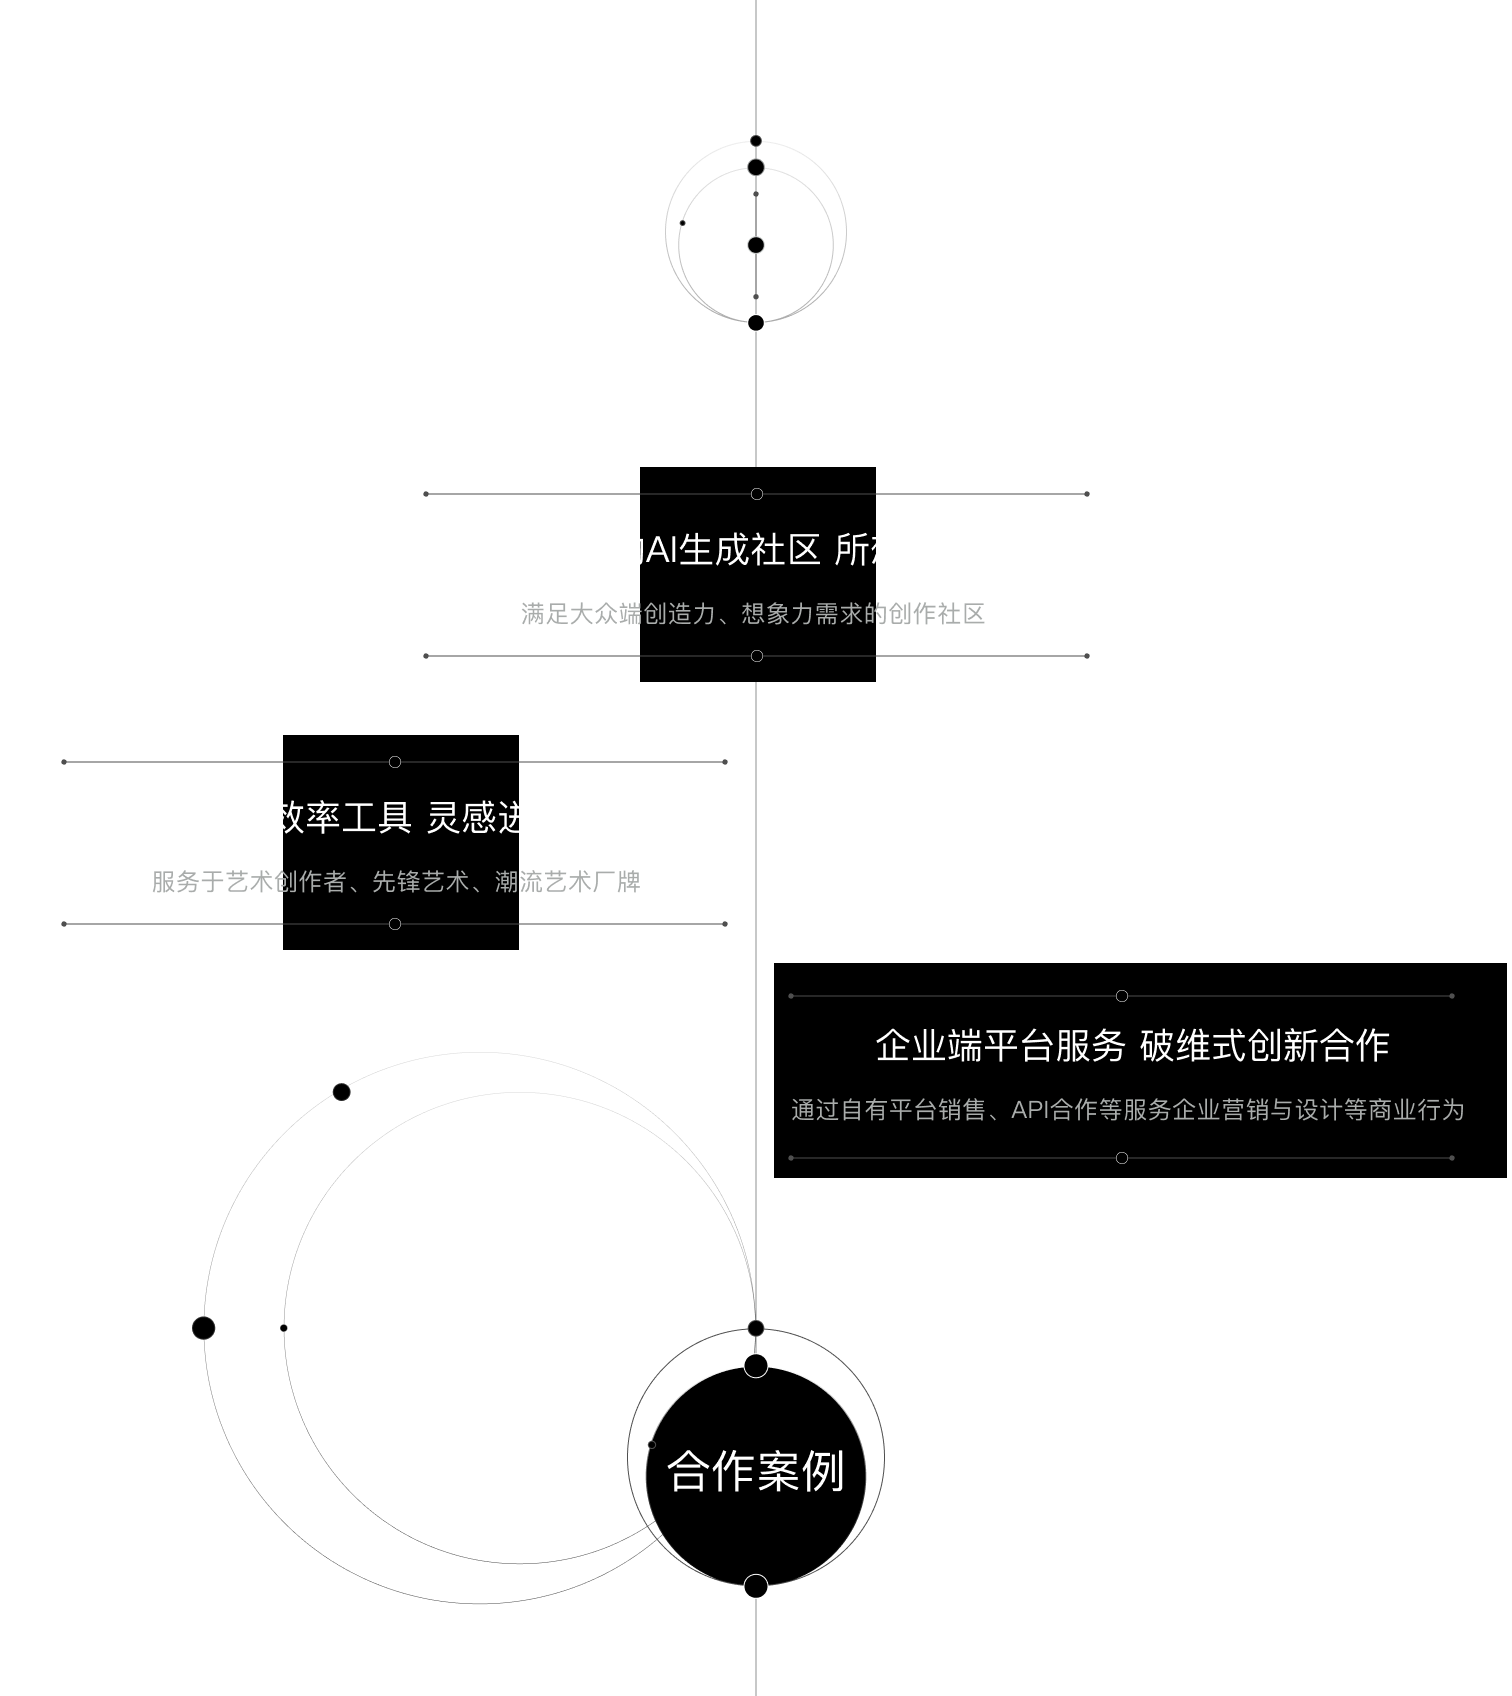 AI生成社区 所
满足大众端创造力、想象力需求的创作社区
效率工具 灵感
服务于艺术创作者、先锋艺术、潮流艺术厂牌
企业端平台服务 破维式创新合作
通过自有平台销售、API合作等服务企业营销与设计等商业行为
合作案例